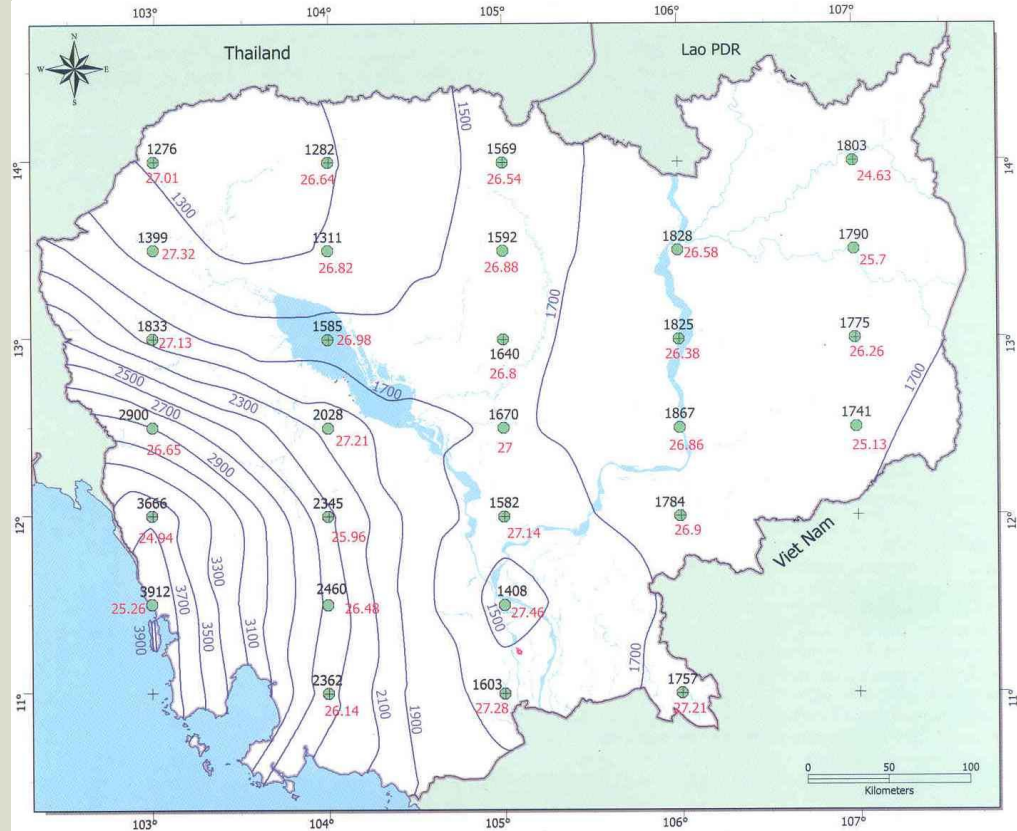 103° 104° 105° 106° 107°
N
W E
S
Thailand
Lao PDR
1500
14° 14°
1276 1282 1569 1803
27.01 26.64 26.54 24.63
1300
1399 1311 1592 1828 1790
27.32 26.82 26.88 26.58 25.7
1700
13° 13°
1833 1585 1640 1825 1775
27.13 26.98 26.8 26.38 26.26
2500 2700 2300 1700 1700
2900 2028 1670 1867 1741
26.65 27.21 27 26.86 25.13
2900
12° 12°
3666 2345 1582 1784
24.94 25.96 27.14 26.9
Viet Nam
3300
3912 2460 1408
25.26 26.48 27.46
3700 1500
3900 3500 3100 1700
11° 11°
2362 1603 1757
26.14 27.28 27.21
2100 1900
0 50 100
Kilometers
103° 104° 105° 106° 107°